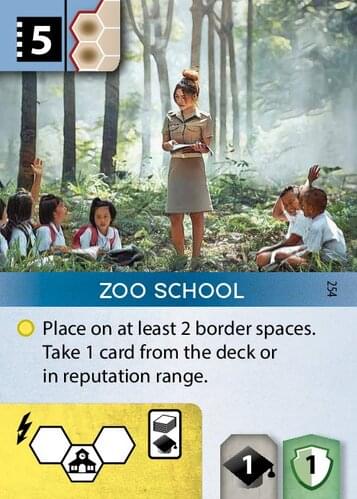 5
ZOO SCHOOL
254
Place on at least 2 border spaces.
Take 1 card from the deck or
in reputation range.
1
1